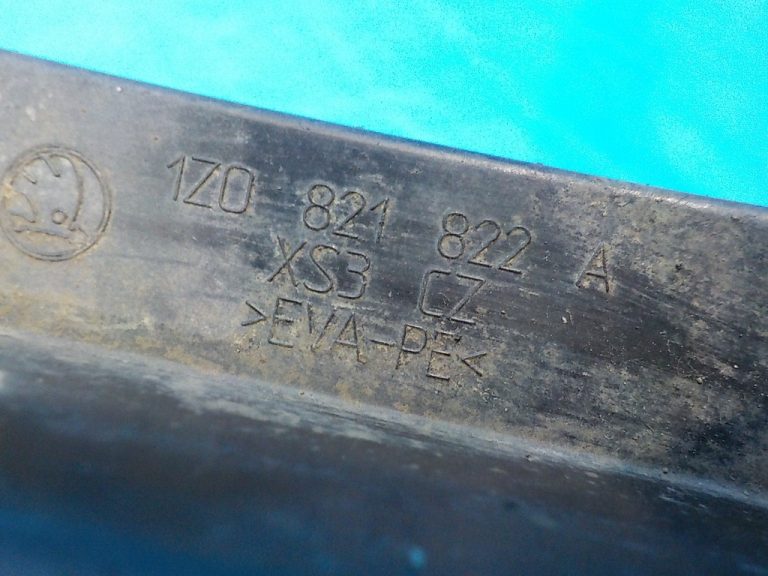 1Z0 821 822 A
XS3 CZ
>EVA-PE<